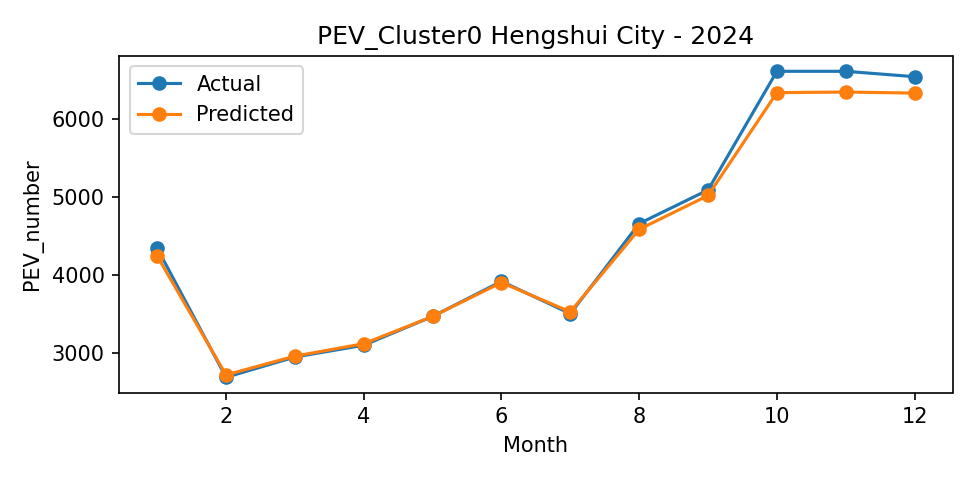 PEV_Cluster0 Hengshui City - 2024
Actual
Predicted
PEV_number
6000
5000
4000
3000
2
4
6
8
10
12
Month